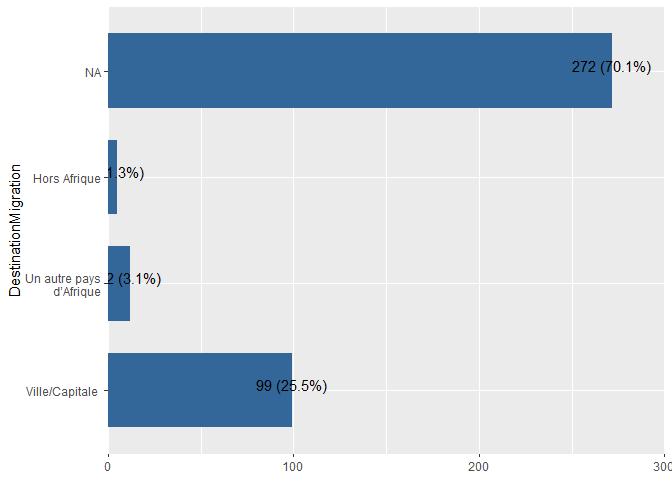 DestinationMigration
NA
272 (70.1%)
Hors Afrique
1.3%)
Un autre pays
d'Afrique
2 (3.1%)
Ville/Capitale
99 (25.5%)
0
100
200
300